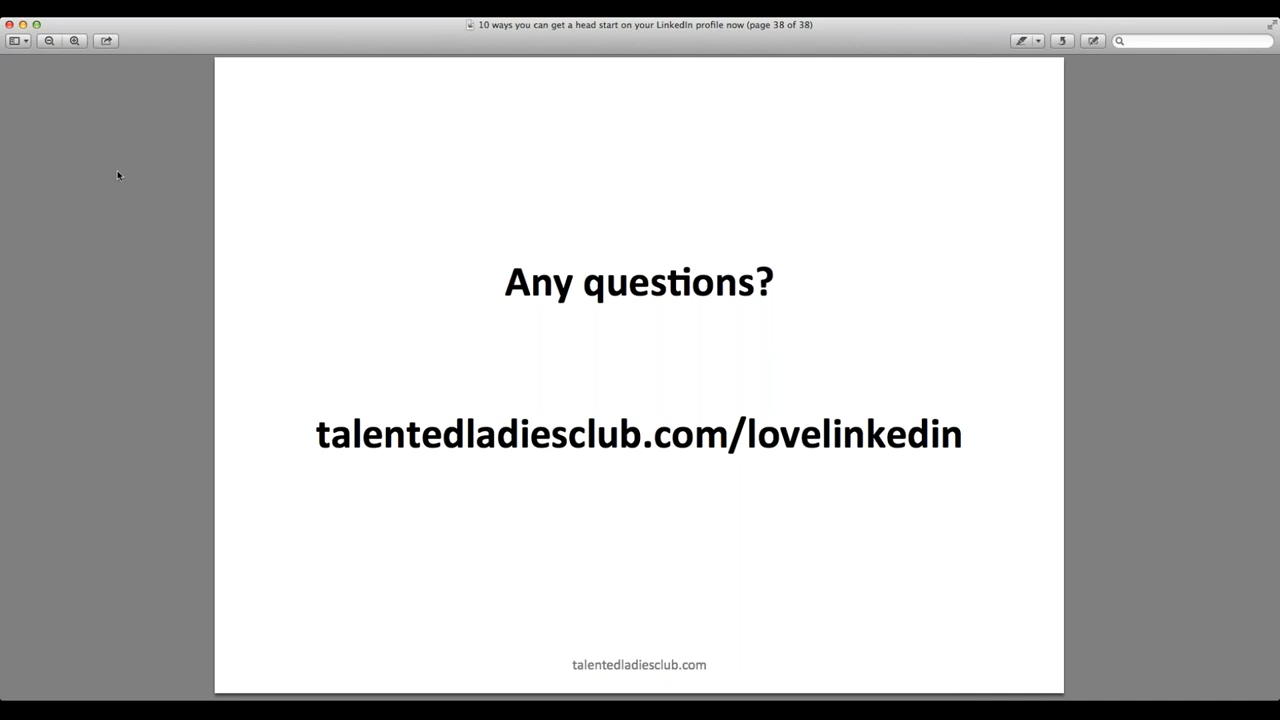 10 ways you can get a head start on your LinkedIn profile now (page 38 of 38)
Any questions?
talentedladiesclub.com/lovelinkedin
talentedladiesclub.com